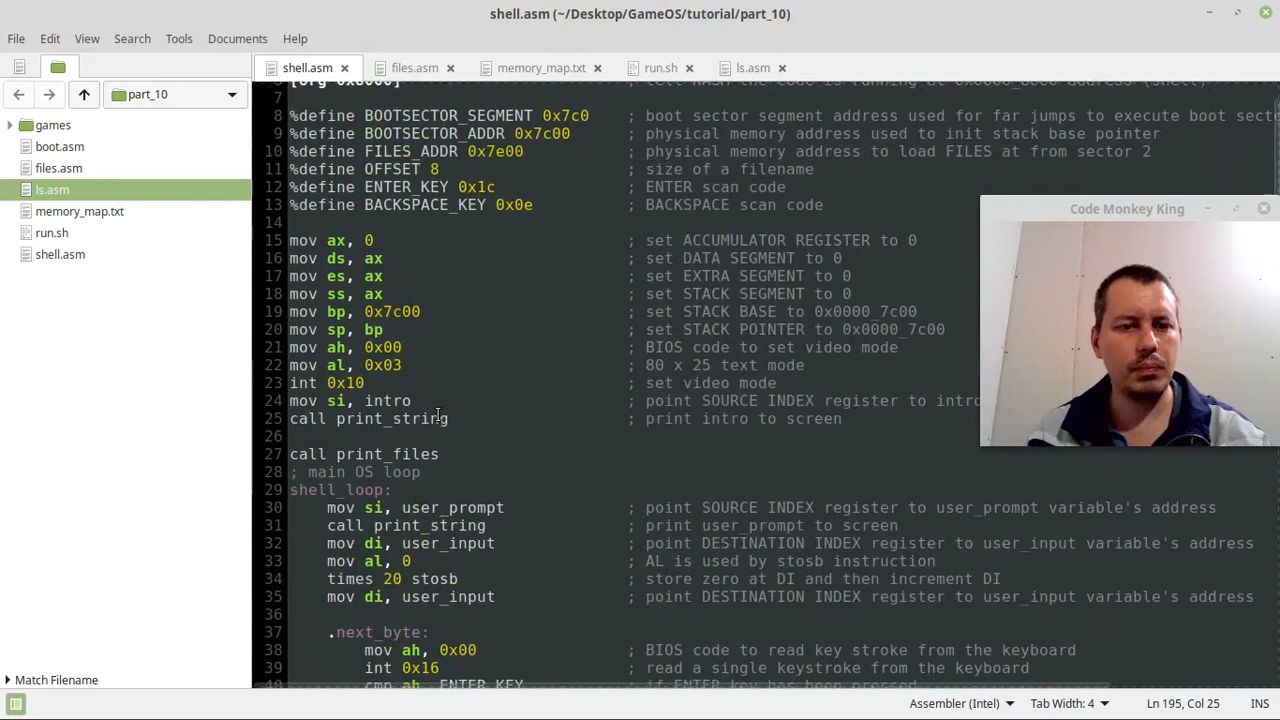 shell.asm (~/Desktop/GameOS/tutorial/part_10)
File Edit View Search Tools Documents Help
shell.asm files.asm memory_map.txt run.sh ls.asm
part_10
games
boot.asm
files.asm
ls.asm
memory_map.txt
run.sh
shell.asm
Match Filename
7
8 %define BOOTSECTOR_SEGMENT 0x7c0 ; boot sector segment address used for far jumps to execute boot
9 %define BOOTSECTOR_ADDR 0x7c00 ; physical memory address used to init stack base pointer
10 %define FILES_ADDR 0x7e00 ; physical memory address to load FILES at from sector 2
11 %define OFFSET 8 ; size of a filename
12 %define ENTER_KEY 0x1c ; ENTER scan code
13 %define BACKSPACE_KEY 0x0e ; BACKSPACE scan code
14
15 mov ax, 0 ; set ACCUMULATOR REGISTER to 0
16 mov ds, ax ; set DATA SEGMENT to 0
17 mov es, ax ; set EXTRA SEGMENT to 0
18 mov ss, ax ; set STACK SEGMENT to 0
19 mov bp, 0x7c00 ; set STACK BASE to 0x0000_7c00
20 mov sp, bp ; set STACK POINTER to 0x0000_7c00
21 mov ah, 0x00 ; BIOS code to set video mode
22 mov al, 0x03 ; 80 x 25 text mode
23 int 0x10 ; set video mode
24 mov si, intro ; point SOURCE INDEX register to intro
25 call print_string ; print intro to screen
26
27 call print_files
28 ; main OS loop
29 shell_loop:
30 mov si, user_prompt ; point SOURCE INDEX register to user_prompt variable's address
31 call print_string ; print user_prompt to screen
32 mov di, user_input ; point DESTINATION INDEX register to user_input variable's address
33 mov al, 0 ; AL is used by stosb instruction
34 times 20 stosb ; store zero at DI and then increment DI
35 mov di, user_input ; point DESTINATION INDEX register to user_input variable's address
36
37 .next_byte:
38 mov ah, 0x00 ; BIOS code to read key stroke from the keyboard
39 int 0x16 ; read a single keystroke from the keyboard
40 cmp ah, ENTER_KEY ; if ENTER key has been pressed
Code Monkey King
Assembler (Intel) Tab Width: 4 Ln 195, Col 25 INS